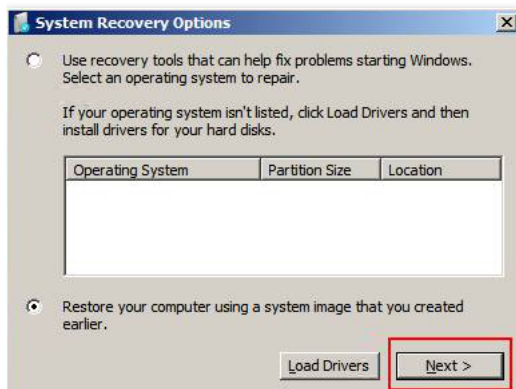 System Recovery Options
Use recovery tools that can help fix problems starting Windows.
Select an operating system to repair.
If your operating system isn't listed, click Load Drivers and then
install drivers for your hard disks.
Operating System Partition Size Location
Restore your computer using a system image that you created
earlier.
Load Drivers Next >